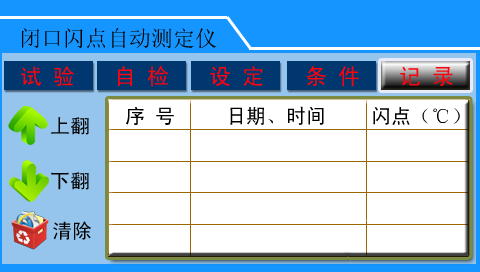 闭口闪点自动测定仪
试 验 自 检 设 定 条 件 记 录
上翻
序 号 日期、时间 闪点（℃）
下翻
清除